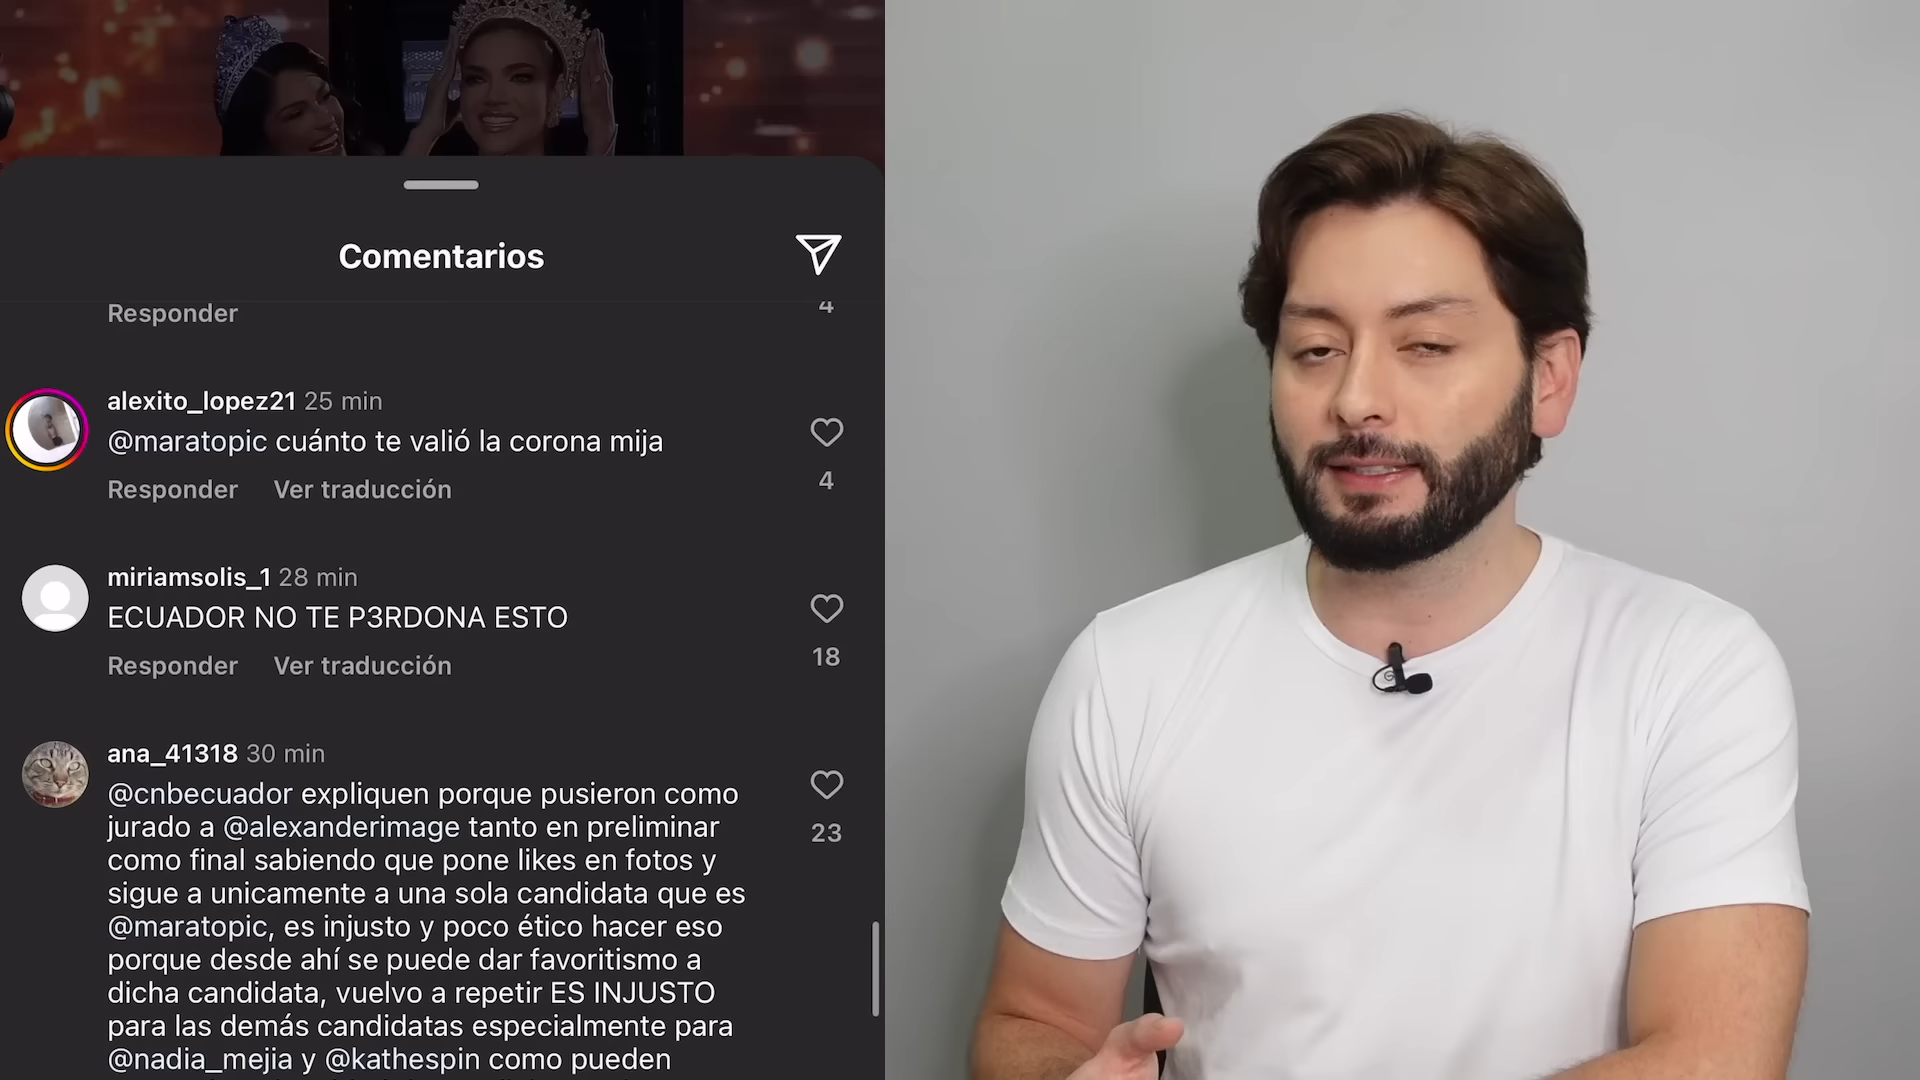 Comentarios
Responder
4
alexito_lopez21 25 min
@maratopic cuánto te valió la corona mija
Responder Ver traducción
4
miriamsolis_1 28 min
ECUADOR NO TE P3RDONA ESTO
Responder Ver traducción
18
ana_41318 30 min
@cnbecuador expliquen porque pusieron como
jurado a @alexanderimage tanto en preliminar
como final sabiendo que pone likes en fotos y
sigue a unicamente a una sola candidata que es
@maratopic, es injusto y poco ético hacer eso
porque desde ahí se puede dar favoritismo a
dicha candidata, vuelvo a repetir ES INJUSTO
para las demás candidatas especialmente para
@nadia_mejia y @kathespin como pueden
23